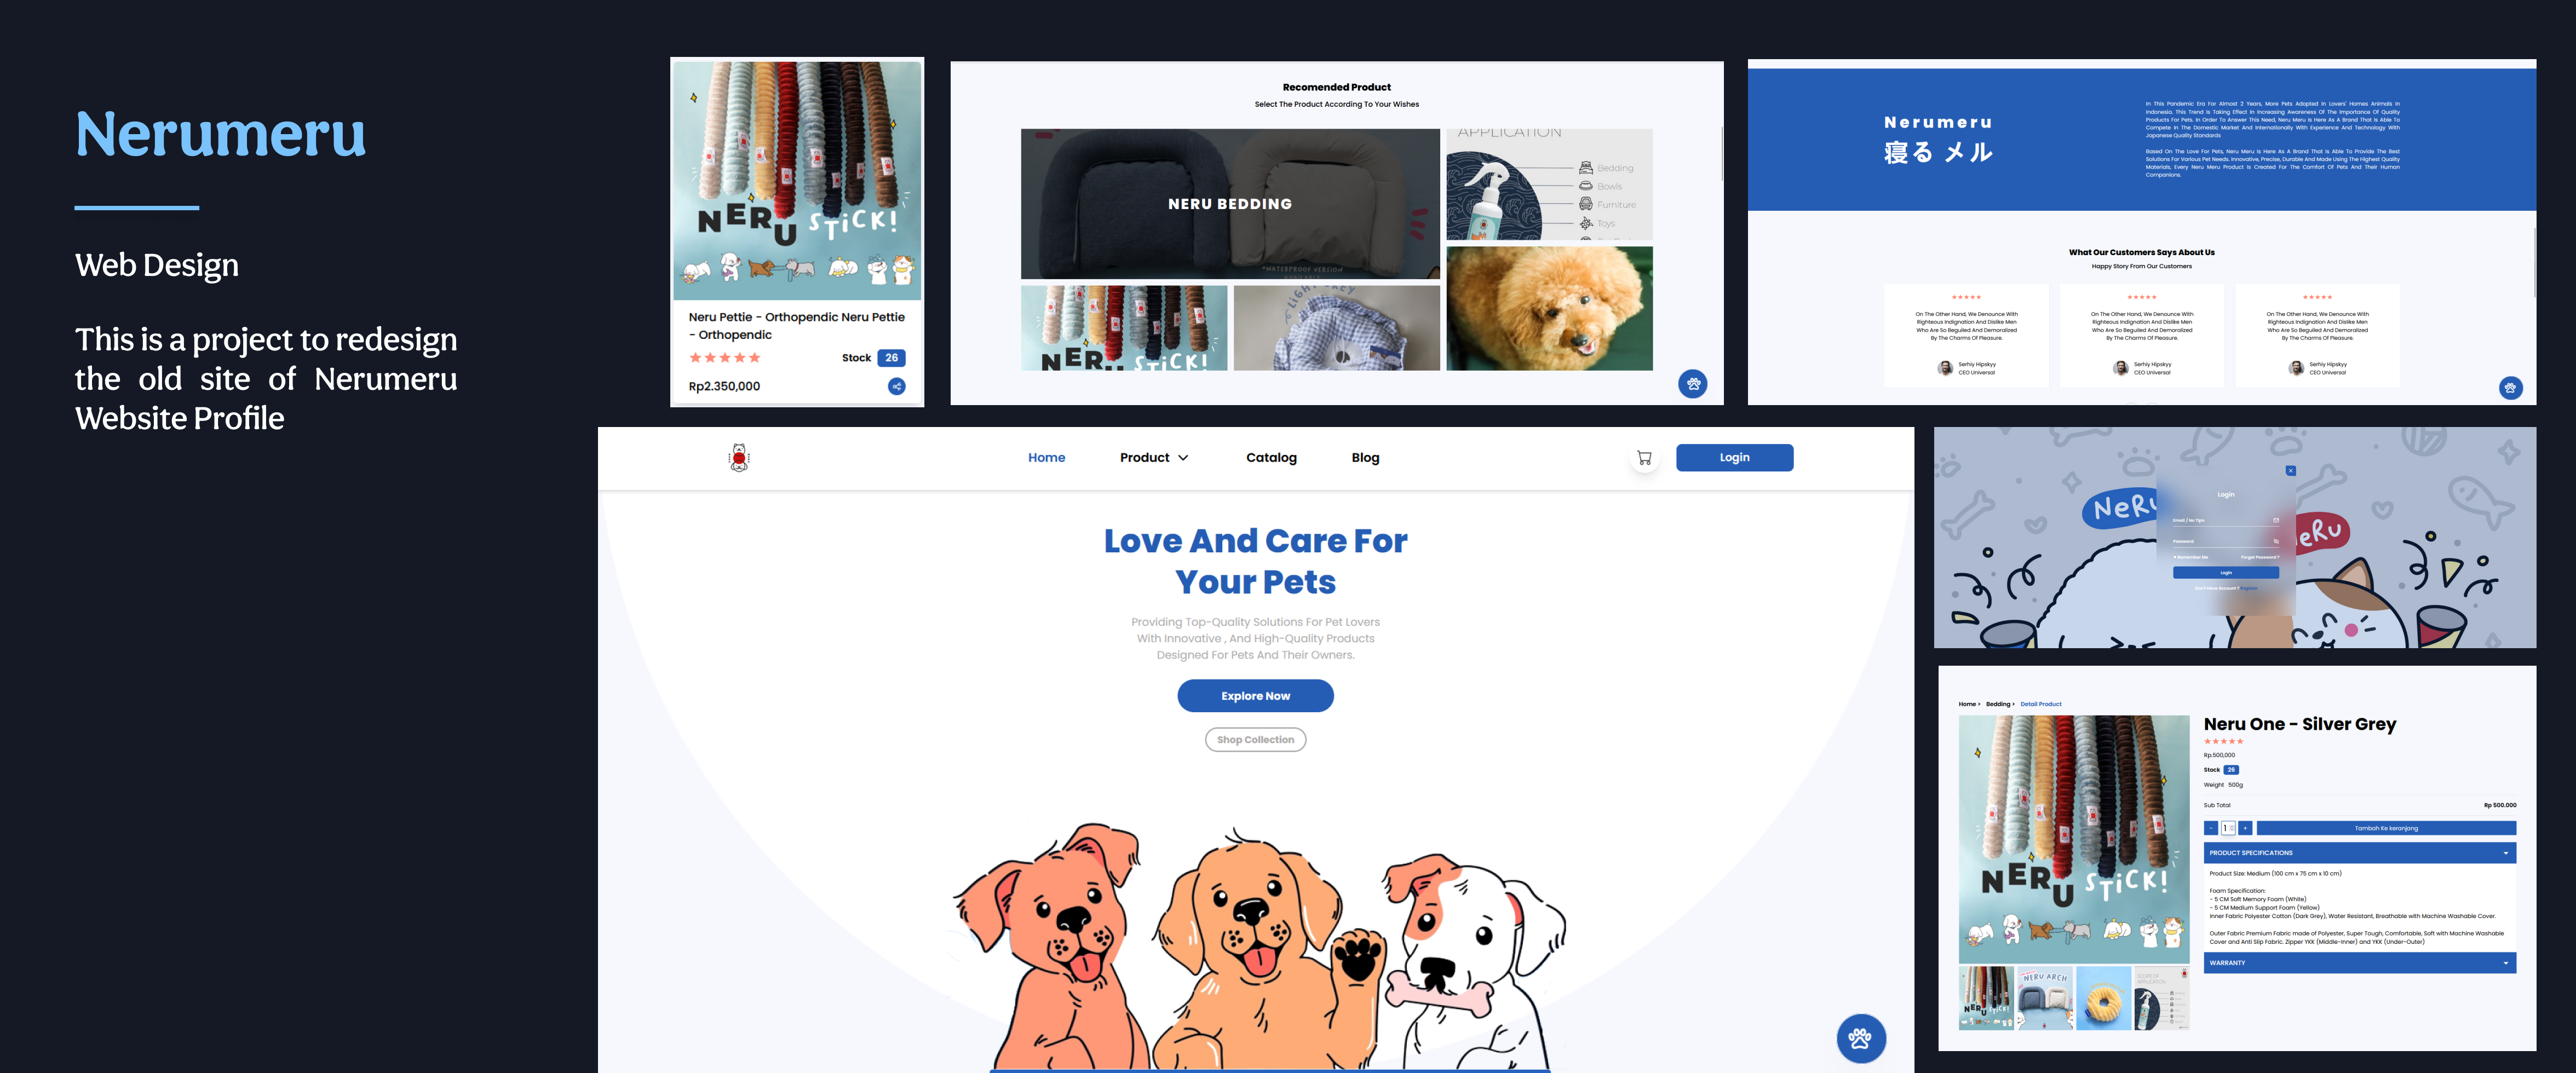 Nerumeru
Web Design
This is a project to redesign
the old site of Nerumeru
Website Profile
NERU STiCK!
Neru Pettie - Orthopendic Neru Pettie
- Orthopendic
Stock 26
Rp2.350,000
Recomended Product
Select The Product According To Your Wishes
NERU BEDDING
*WATERPROOF VERSION
APPLICATION
Bedding
Bowls
Furniture
Toys
NERU STiCK!
LIGHT GREY
Nerumeru
寝る メル
In This Pandemic Era For Almost 2 Years, More Pets Adopted In Lovers' Homes Animals In
Indonesia. This Trend Is Taking Effect In Increasing Awareness Of The Importance Of Quality
Products For Pets. In Order To Answer This Need, Neru Meru Is Here As A Brand That Is Able To
Compete In The Domestic Market And Internationally With Experience And Technology With
Japanese Quality Standards
Based On The Love For Pets, Neru Meru Is Here As A Brand That Is Able To Provide The Best
Solutions For Various Pet Needs. Innovative, Precise, Durable And Made Using The Highest Quality
Materials, Every Neru Meru Product Is Created For The Comfort Of Pets And Their Human
Companions.
What Our Customers Says About Us
Happy Story From Our Customers
On The Other Hand, We Denounce With
Righteous Indignation And Dislike Men
Who Are So Beguiled And Demoralized
By The Charms Of Pleasure.
Serhiy Hipskyy
CEO Universal
On The Other Hand, We Denounce With
Righteous Indignation And Dislike Men
Who Are So Beguiled And Demoralized
By The Charms Of Pleasure.
Serhiy Hipskyy
CEO Universal
On The Other Hand, We Denounce With
Righteous Indignation And Dislike Men
Who Are So Beguiled And Demoralized
By The Charms Of Pleasure.
Serhiy Hipskyy
CEO Universal
Home Product Catalog Blog Login
Love And Care For
Your Pets
Providing Top-Quality Solutions For Pet Lovers
With Innovative , And High-Quality Products
Designed For Pets And Their Owners.
Explore Now
Shop Collection
NeRu
eRu
Login
Email / No Tlpn
Password
Remember Me Forgot Password ?
Login
Don't Have Account ? Register
Home > Bedding > Detail Product
NERU STiCK!
NERU STiCK!
NERU ARCH
SCOPE OF
APPLICATION
Neru One - Silver Grey
Rp.500,000
Stock 26
Weight 500g
Sub Total Rp 500.000
- 1 + Tambah Ke keranjang
PRODUCT SPECIFICATIONS
Product Size: Medium (100 cm x 75 cm x 10 cm)
Foam Specification:
- 5 CM Soft Memory Foam (White)
- 5 CM Medium Support Foam (Yellow)
Inner Fabric Polyester Cotton (Dark Grey), Water Resistant, Breathable with Machine Washable Cover.
Outer Fabric Premium Fabric made of Polyester, Super Tough, Comfortable, Soft with Machine Washable
Cover and Anti Slip Fabric. Zipper YKK (Middle-Inner) and YKK (Under-Outer)
WARRANTY